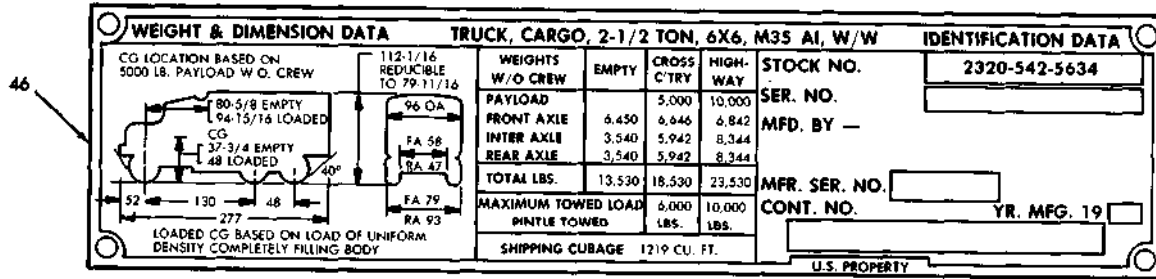 46
WEIGHT & DIMENSION DATA TRUCK, CARGO, 2-1/2 TON, 6X6, M35 AI, W/W IDENTIFICATION DATA
CG LOCATION BASED ON
5000 LB. PAYLOAD W O. CREW
112-1/16
REDUCIBLE
TO 79-11/16
80-5/8 EMPTY
94-15/16 LOADED
CG
37-3/4 EMPTY
48 LOADED
40°
52 130 48
277
96 OA
FA 58
RA 47
FA 79
RA 93
LOADED CG BASED ON LOAD OF UNIFORM
DENSITY COMPLETELY FILLING BODY
WEIGHTS W/O CREW EMPTY CROSS C'TRY HIGH-WAY
PAYLOAD 5,000 10,000
FRONT AXLE 6,450 6,646 6,842
INTER AXLE 3,540 5,942 8,344
REAR AXLE 3,540 5,942 8,344
TOTAL LBS. 13,530 18,530 23,530
MAXIMUM TOWED LOAD 6,000 10,000
PINTLE TOWED LBS. LBS.
SHIPPING CUBAGE 1219 CU. FT.
STOCK NO. 2320-542-5634
SER. NO.
MFD. BY —
MFR. SER. NO.
CONT. NO. YR. MFG. 19
U.S. PROPERTY